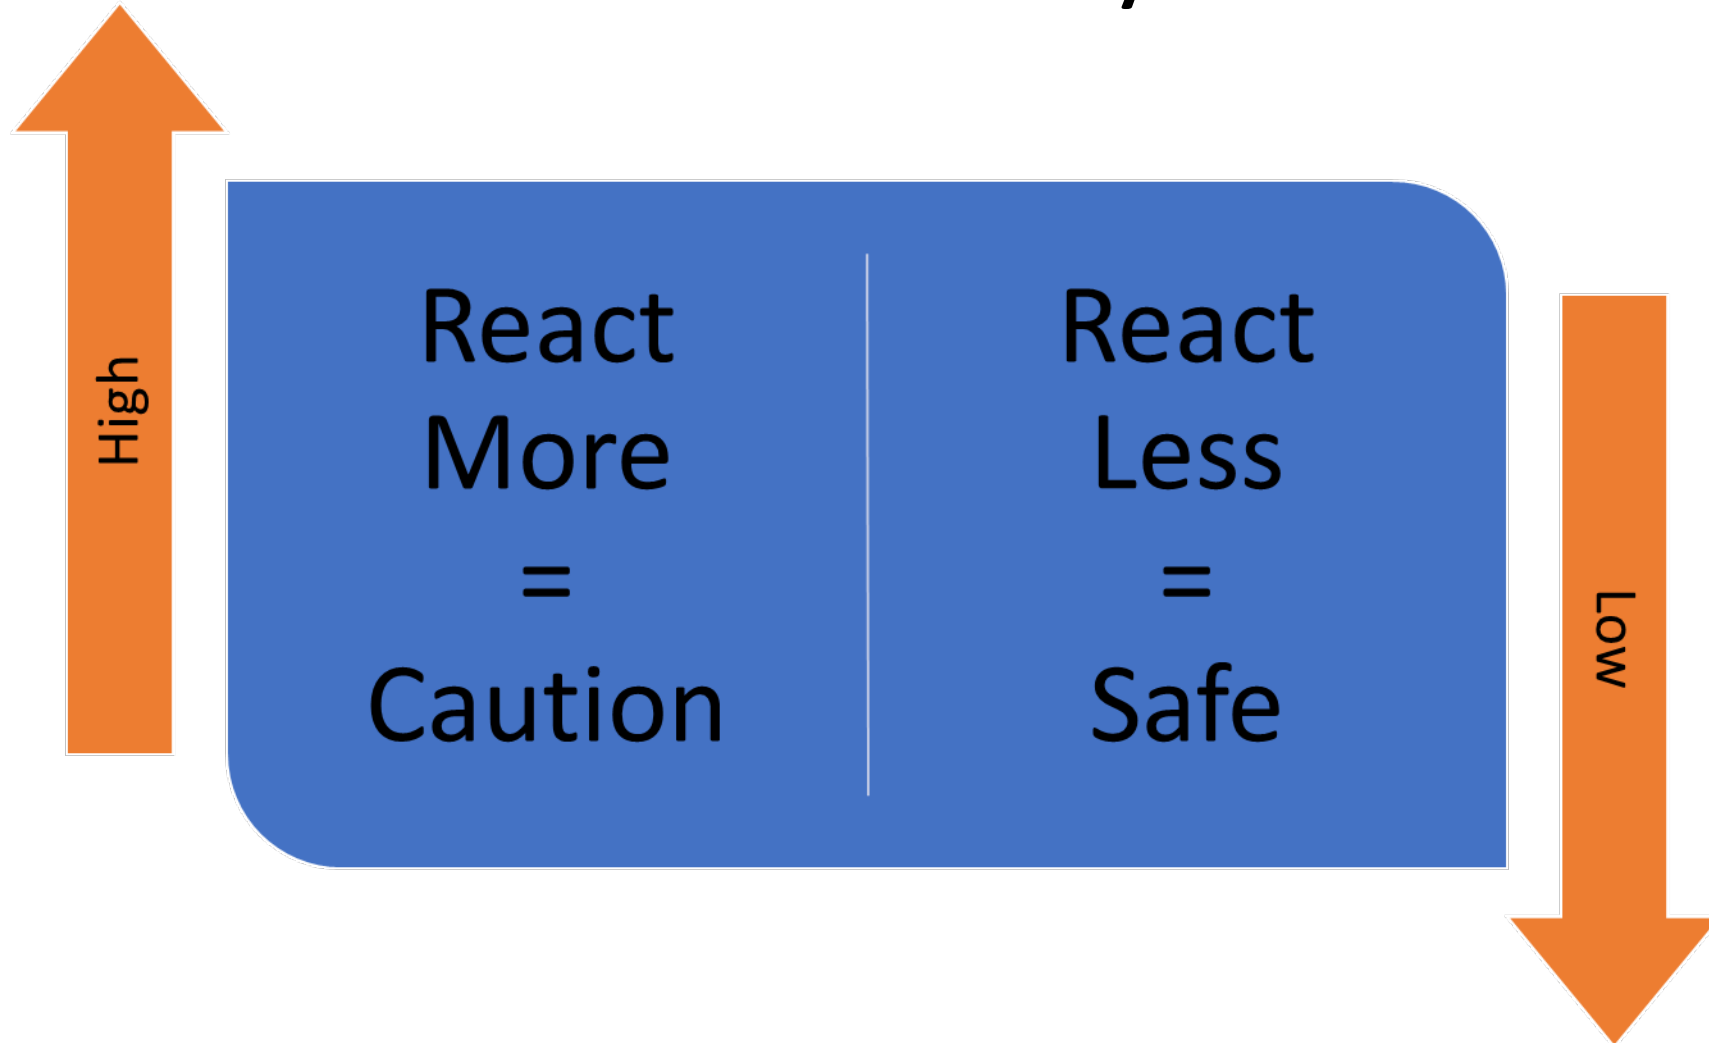 High
React
More
=
Caution
React
Less
=
Safe
Low